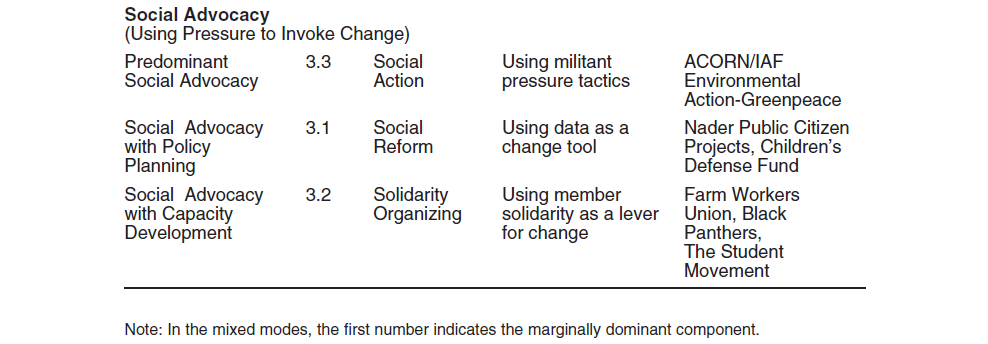 Social Advocacy
(Using Pressure to Invoke Change)
Predominant 3.3 Social Using militant ACORN/IAF
Social Advocacy Action pressure tactics Environmental
Action-Greenpeace
Social Advocacy 3.1 Social Using data as a Nader Public Citizen
with Policy Reform change tool Projects, Children’s
Planning Defense Fund
Social Advocacy 3.2 Solidarity Using member Farm Workers
with Capacity Organizing solidarity as a lever Union, Black
Development for change Panthers,
The Student
Movement
Note: In the mixed modes, the first number indicates the marginally dominant component.